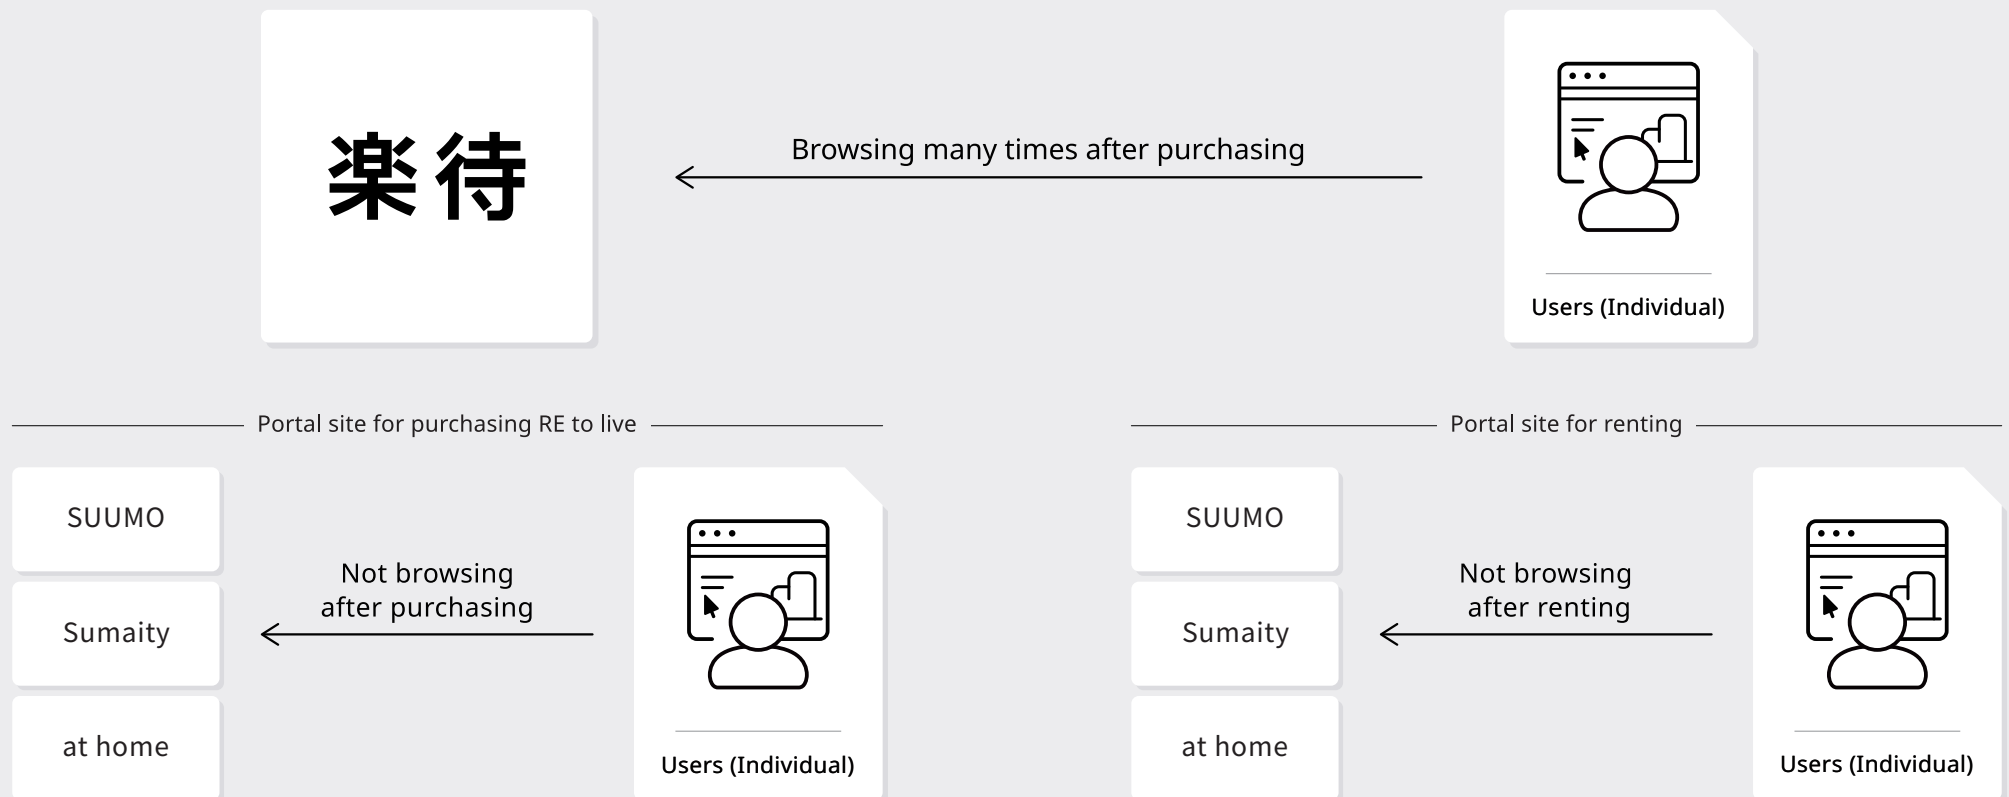 楽待
Browsing many times after purchasing
Users (Individual)
Portal site for purchasing RE to live
SUUMO
Sumaity
at home
Not browsing
after purchasing
Users (Individual)
Portal site for renting
SUUMO
Sumaity
at home
Not browsing
after renting
Users (Individual)